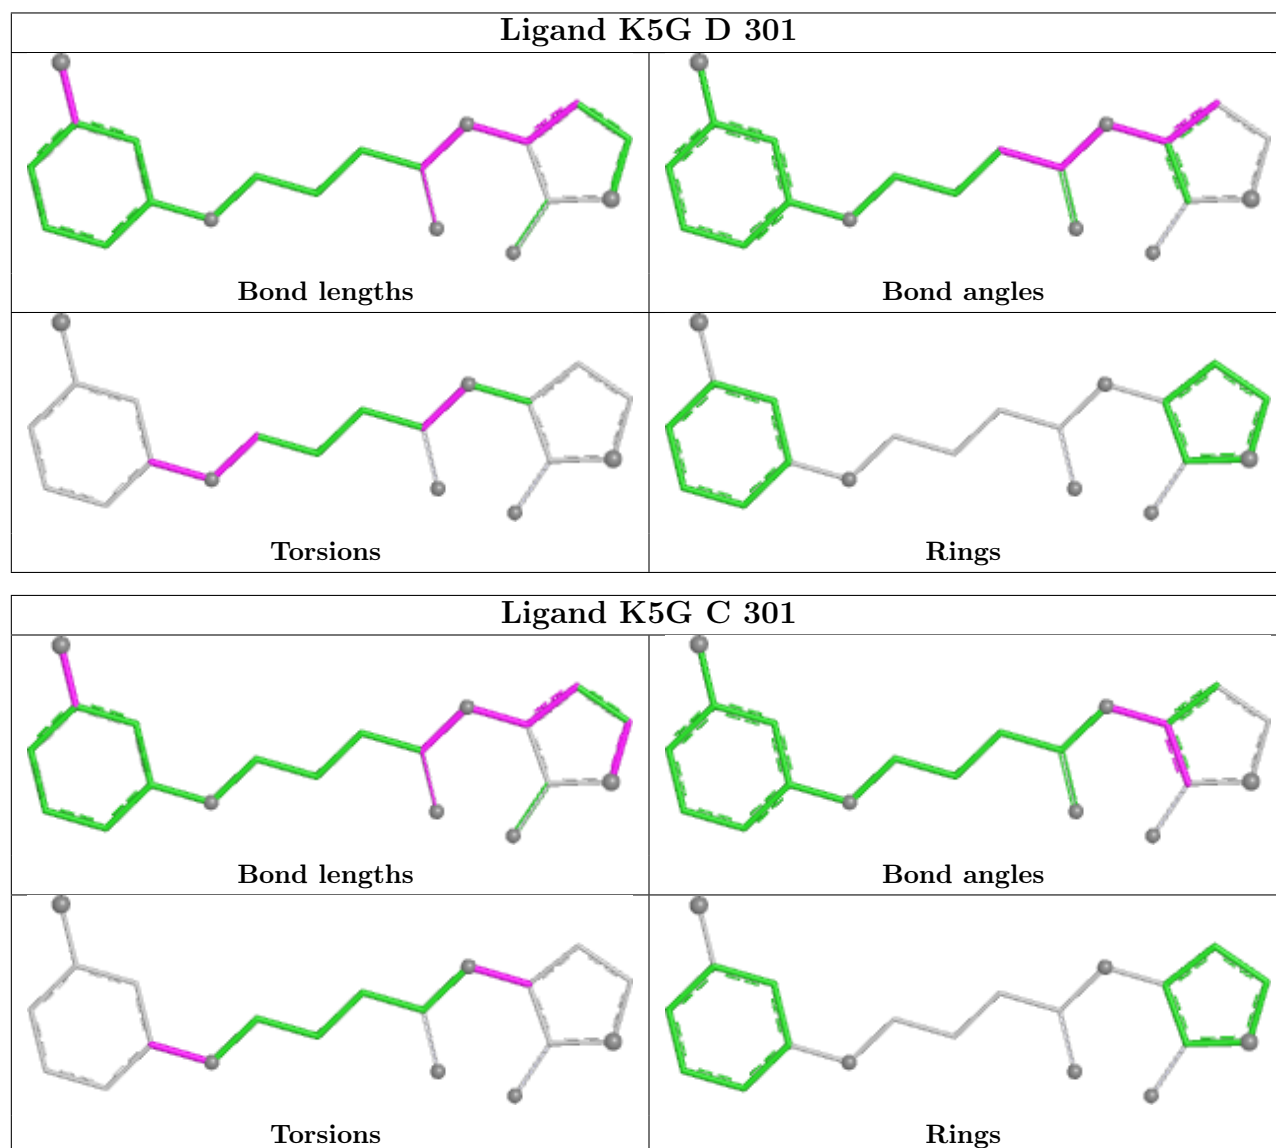 Ligand K5G D 301
Bond lengths
Bond angles
Torsions
Rings
Ligand K5G C 301
Bond lengths
Bond angles
Torsions
Rings